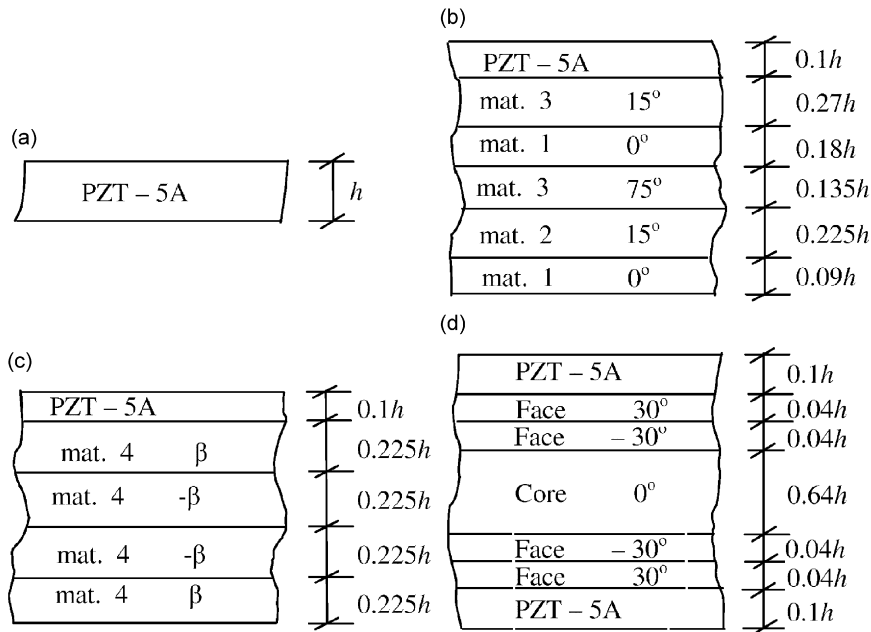 (a)
PZT – 5A
h
(b)
PZT – 5A 0.1h
mat. 3 15° 0.27h
mat. 1 0° 0.18h
mat. 3 75° 0.135h
mat. 2 15° 0.225h
mat. 1 0° 0.09h
(c)
PZT – 5A 0.1h
mat. 4 β 0.225h
mat. 4 -β 0.225h
mat. 4 -β 0.225h
mat. 4 β 0.225h
(d)
PZT – 5A 0.1h
Face 30° 0.04h
Face – 30° 0.04h
Core 0° 0.64h
Face – 30° 0.04h
Face 30° 0.04h
PZT – 5A 0.1h